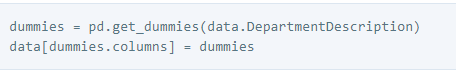 dummies = pd.get_dummies(data.DepartmentDescription)
data[dummies.columns] = dummies